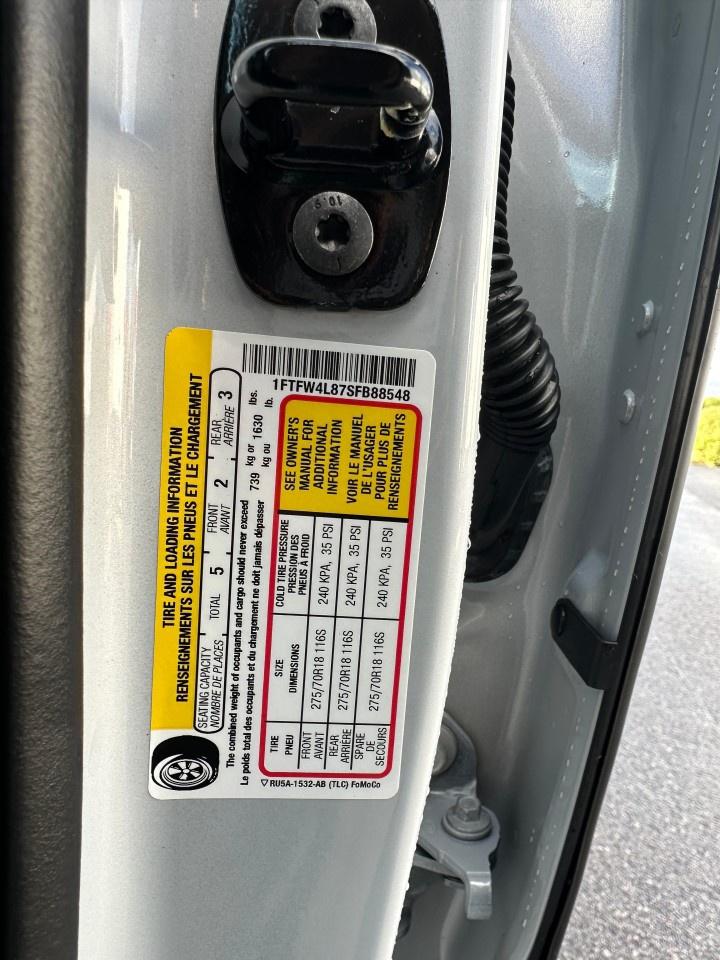 10.9
1FTFW4L87SFB88548
TIRE AND LOADING INFORMATION
RENSEIGNEMENTS SUR LES PNEUS ET LE CHARGEMENT
SEATING CAPACITY
NOMBRE DE PLACES
TOTAL 5
FRONT
AVANT
2
REAR
ARRIÈRE
3
The combined weight of occupants and cargo should never exceed 739 kg or 1630 lbs.
Le poids total des occupants et du chargement ne doit jamais dépasser kg ou lb.
TIRE
PNEU
SIZE
DIMENSIONS
COLD TIRE PRESSURE
PRESSION DES
PNEUS À FROID
FRONT
AVANT
275/70R18 116S
240 KPA, 35 PSI
REAR
ARRIÈRE
275/70R18 116S
240 KPA, 35 PSI
SPARE
DE
SECOURS
275/70R18 116S
240 KPA, 35 PSI
SEE OWNER'S
MANUAL FOR
ADDITIONAL
INFORMATION
VOIR LE MANUEL
DE L'USAGER
POUR PLUS DE
RENSEIGNEMENTS
RU5A-1532-AB (TLC) FoMoCo